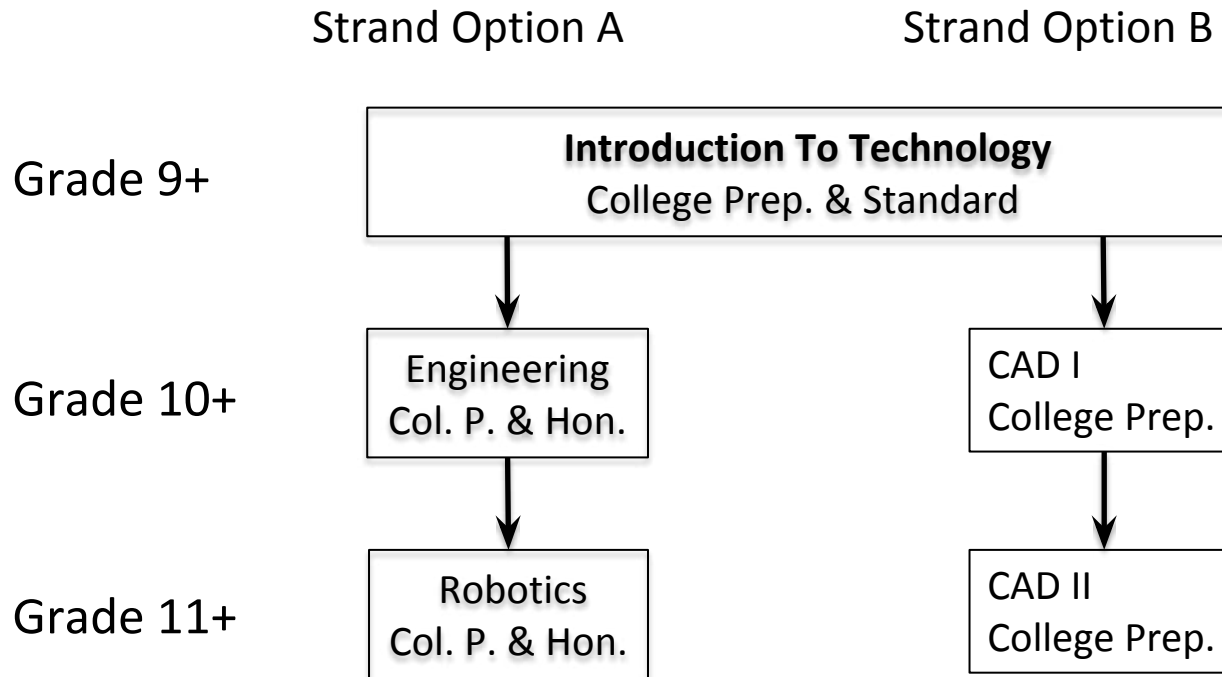 Strand Option A
Strand Option B
Grade 9+
Introduction To Technology
College Prep. & Standard
Grade 10+
Engineering
Col. P. & Hon.
CAD I
College Prep.
Grade 11+
Robotics
Col. P. & Hon.
CAD II
College Prep.